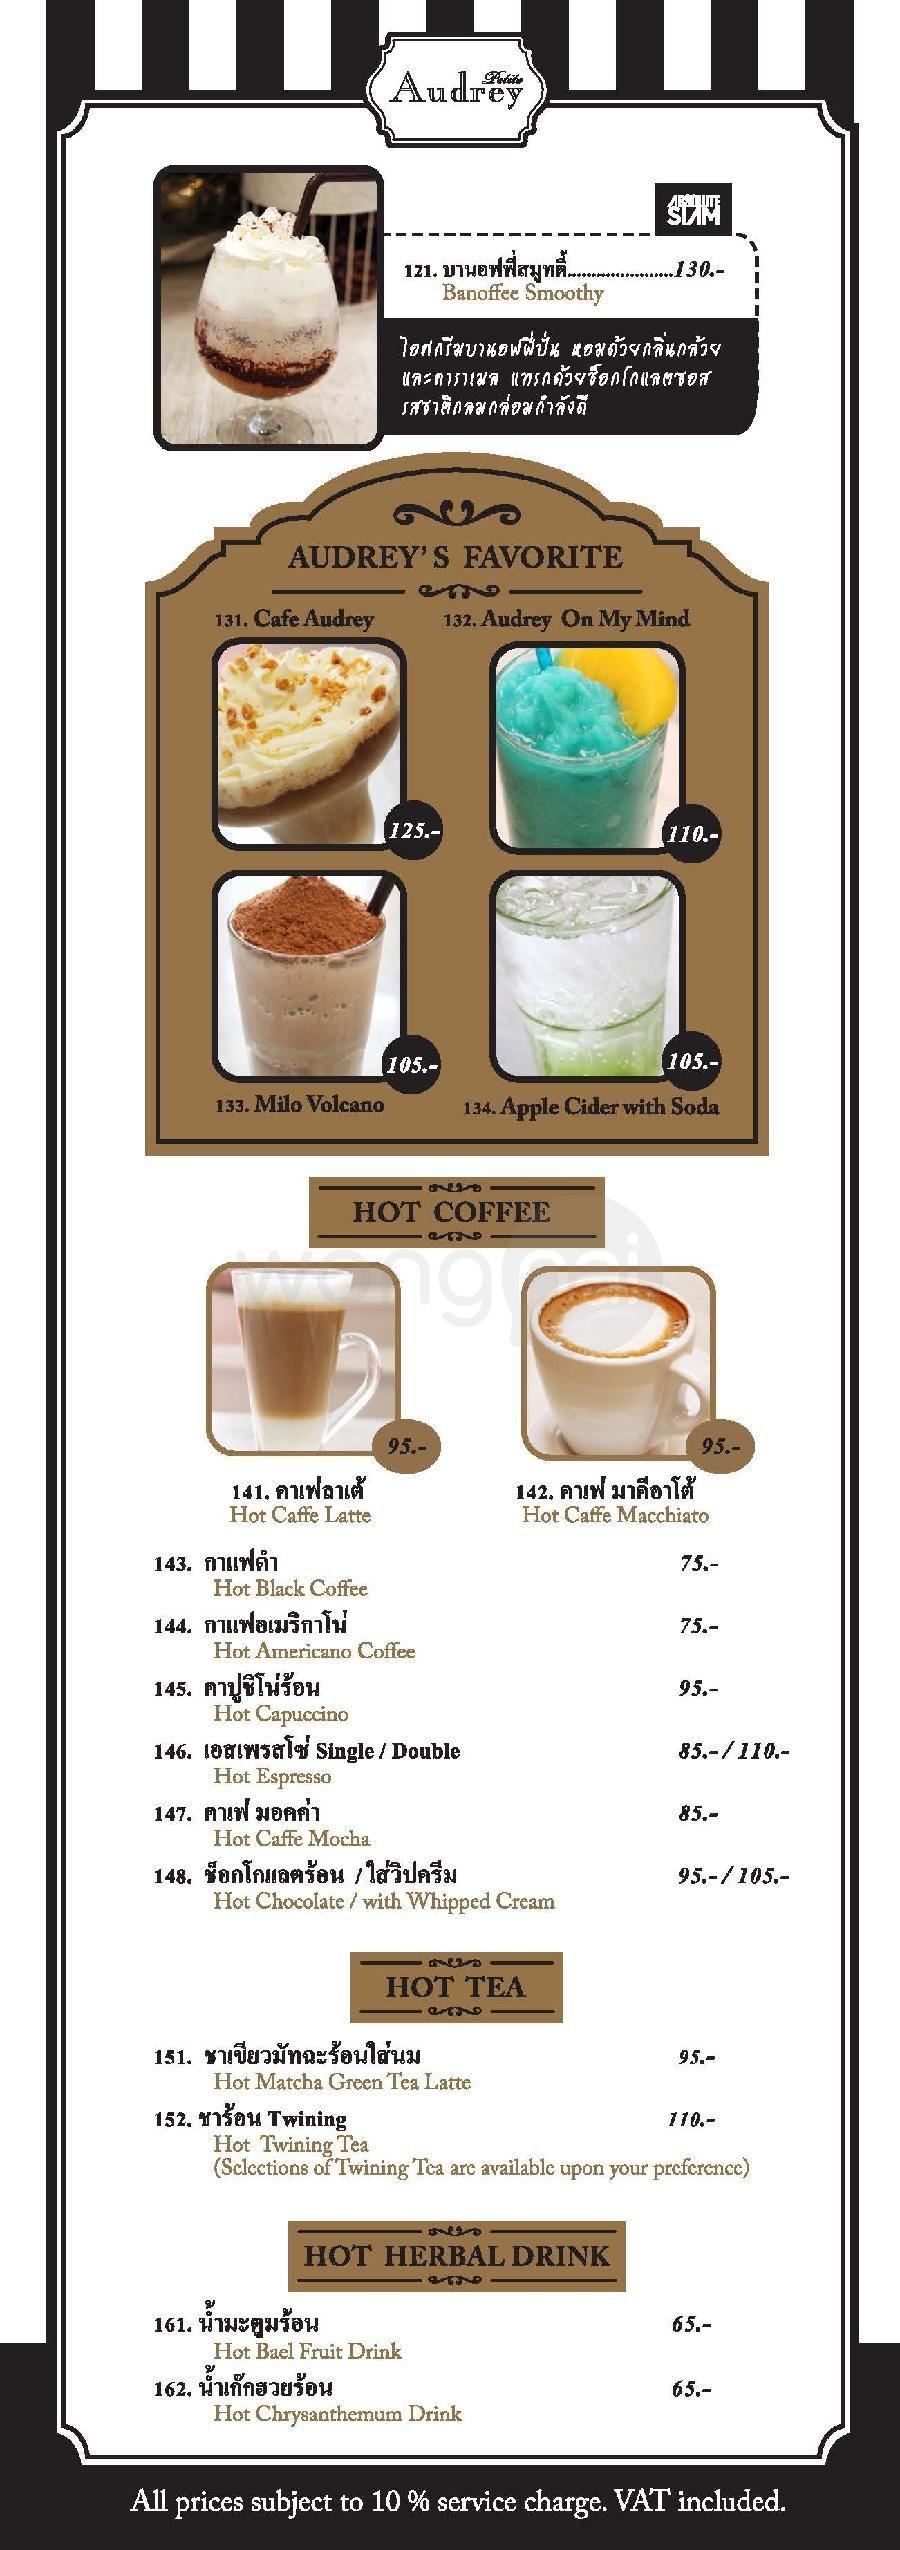 Petite
Audrey
ABSOLUTE
SIAM
121. บานอฟฟี่สมูทตี้......................130.-
Banoffee Smoothy
ไอศกรีมบานอฟฟี่ปั่น หอมด้วยกลิ่นกล้วย
และคาราเมล แทรกด้วยช็อกโกแลตซอส
รสชาติกลมกล่อมกำลังดี
AUDREY'S FAVORITE
131. Cafe Audrey
132. Audrey On My Mind
125.-
110.-
105.-
105.-
133. Milo Volcano
134. Apple Cider with Soda
HOT COFFEE
wongnai
95.-
95.-
141. คาเฟ่ลาเต้
Hot Caffe Latte
142. คาเฟ่ มาคีอาโต้
Hot Caffe Macchiato
143. กาแฟดำ 75.-
Hot Black Coffee
144. กาแฟอเมริกาโน่ 75.-
Hot Americano Coffee
145. คาปูชิโน่ร้อน 95.-
Hot Capuccino
146. เอสเพรสโซ่ Single / Double 85.- / 110.-
Hot Espresso
147. คาเฟ่ มอคค่า 85.-
Hot Caffe Mocha
148. ช็อกโกแลตร้อน / ใส่วิปครีม 95.- / 105.-
Hot Chocolate / with Whipped Cream
HOT TEA
151. ชาเขียวมัทฉะร้อนใส่นม 95.-
Hot Matcha Green Tea Latte
152. ชาร้อน Twining 110.-
Hot Twining Tea
(Selections of Twining Tea are available upon your preference)
HOT HERBAL DRINK
161. น้ำมะตูมร้อน 65.-
Hot Bael Fruit Drink
162. น้ำเก๊กฮวยร้อน 65.-
Hot Chrysanthemum Drink
All prices subject to 10 % service charge. VAT included.